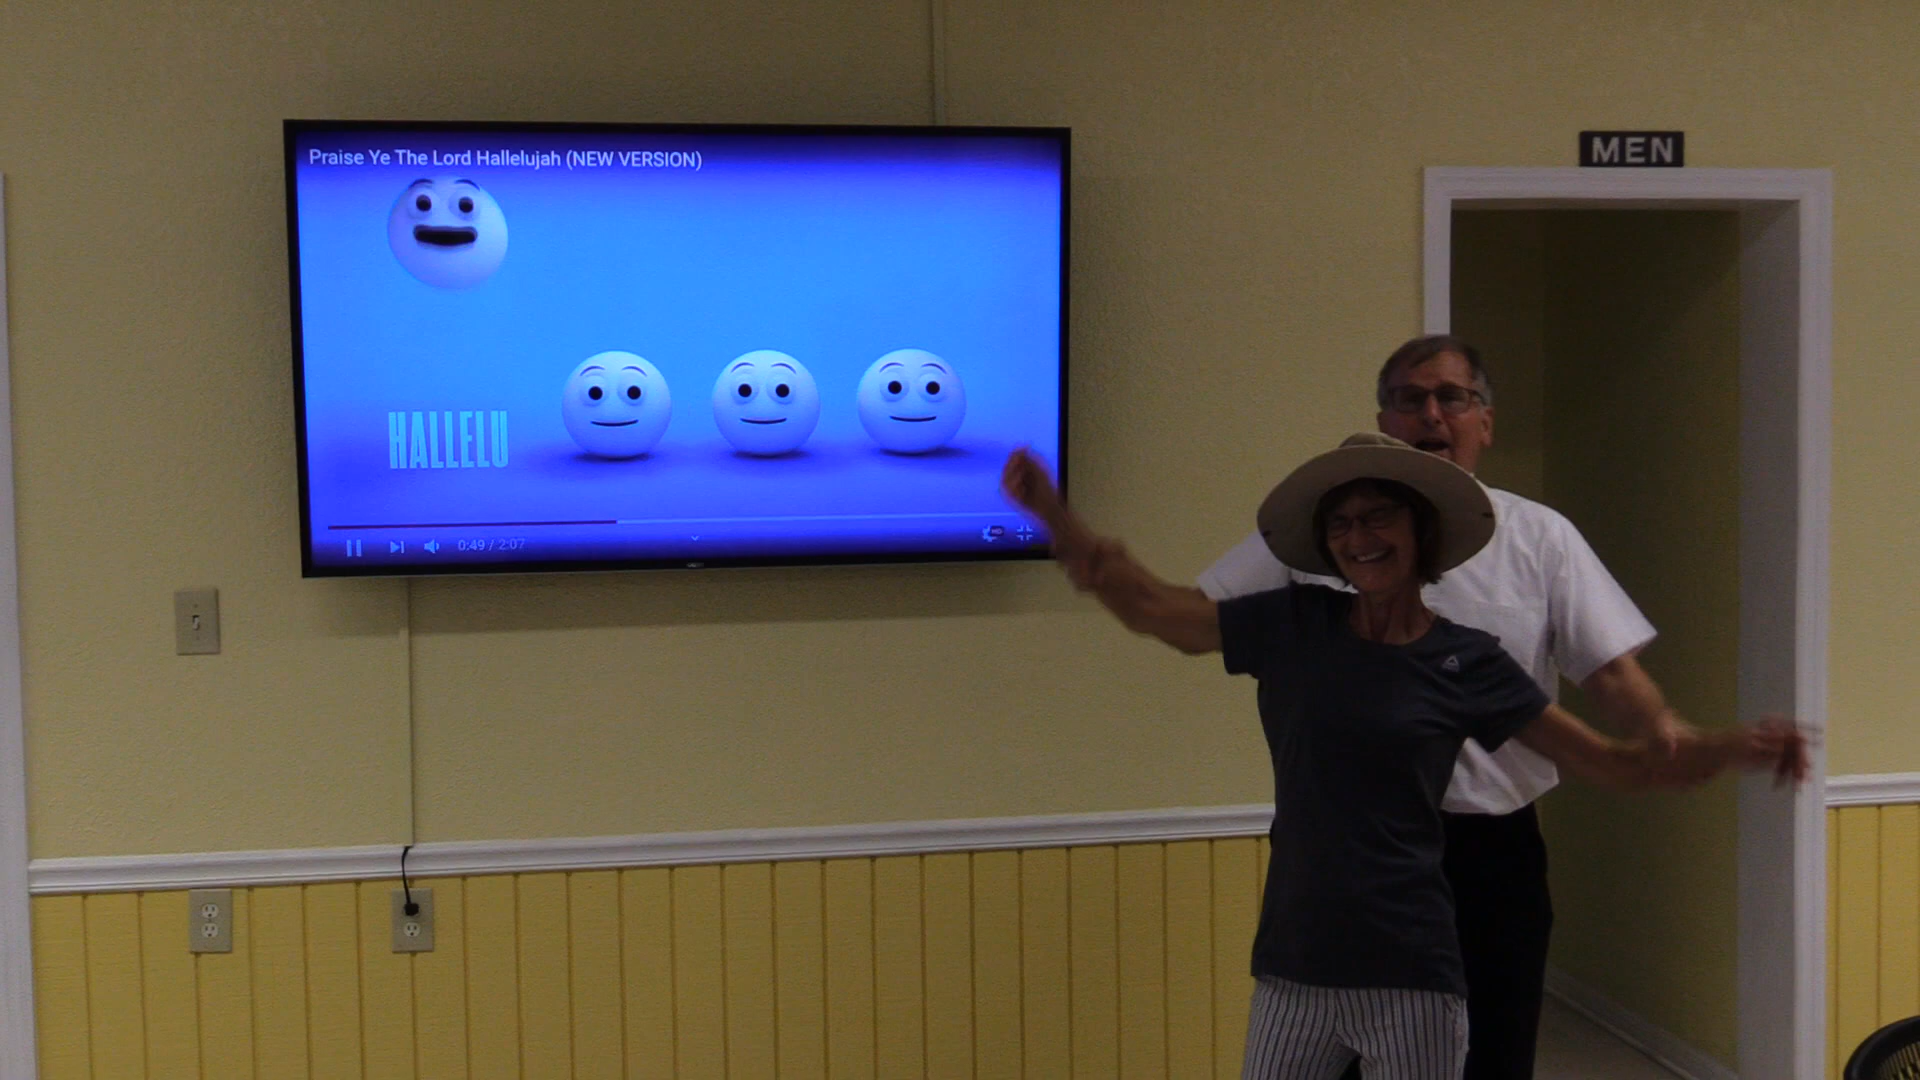 Praise Ye The Lord Hallelujah (NEW VERSION)
MEN
HALLELU
0:49 / 2:07